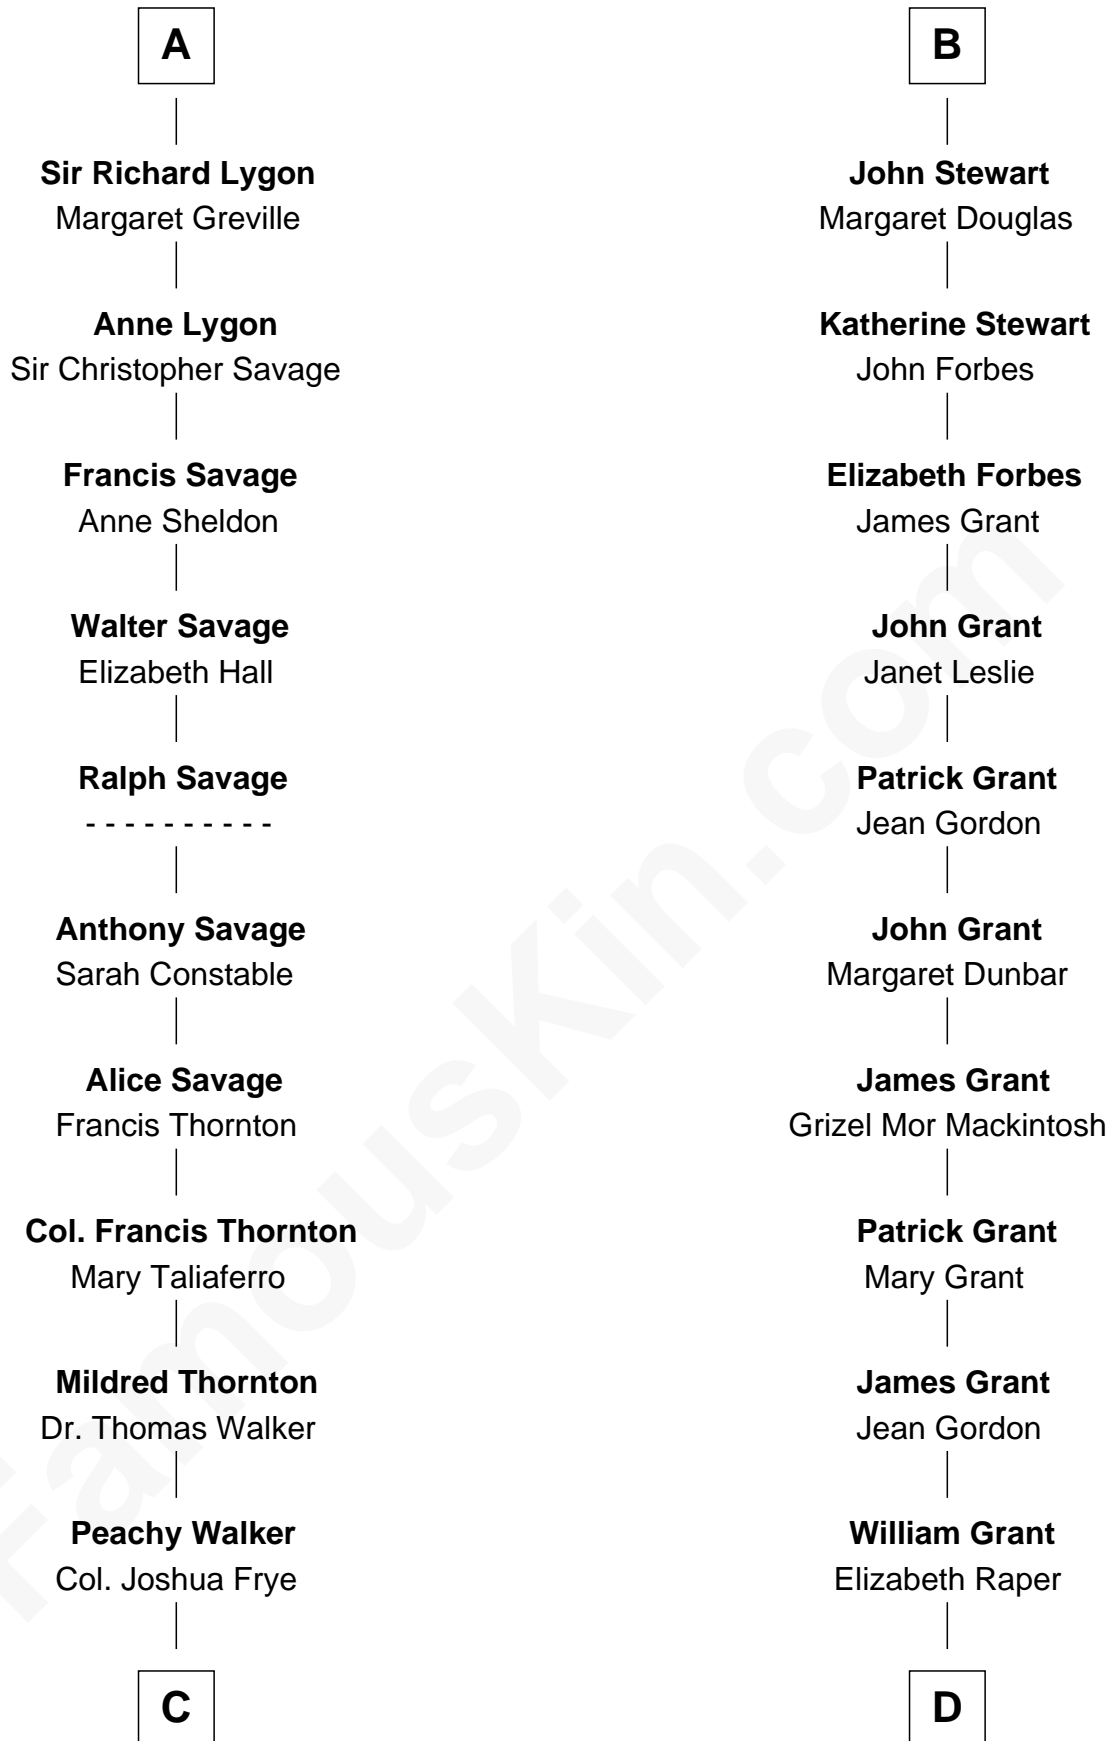 A
Sir Richard Lygon
Margaret Greville
Anne Lygon
Sir Christopher Savage
Francis Savage
Anne Sheldon
Walter Savage
Elizabeth Hall
Ralph Savage
- - - - - - - - - -
Anthony Savage
Sarah Constable
Alice Savage
Francis Thornton
Col. Francis Thornton
Mary Taliaferro
Mildred Thornton
Dr. Thomas Walker
Peachy Walker
Col. Joshua Frye
C
B
John Stewart
Margaret Douglas
Katherine Stewart
John Forbes
Elizabeth Forbes
James Grant
John Grant
Janet Leslie
Patrick Grant
Jean Gordon
John Grant
Margaret Dunbar
James Grant
Grizel Mor Mackintosh
Patrick Grant
Mary Grant
James Grant
Jean Gordon
William Grant
Elizabeth Raper
D
FamousKin.com